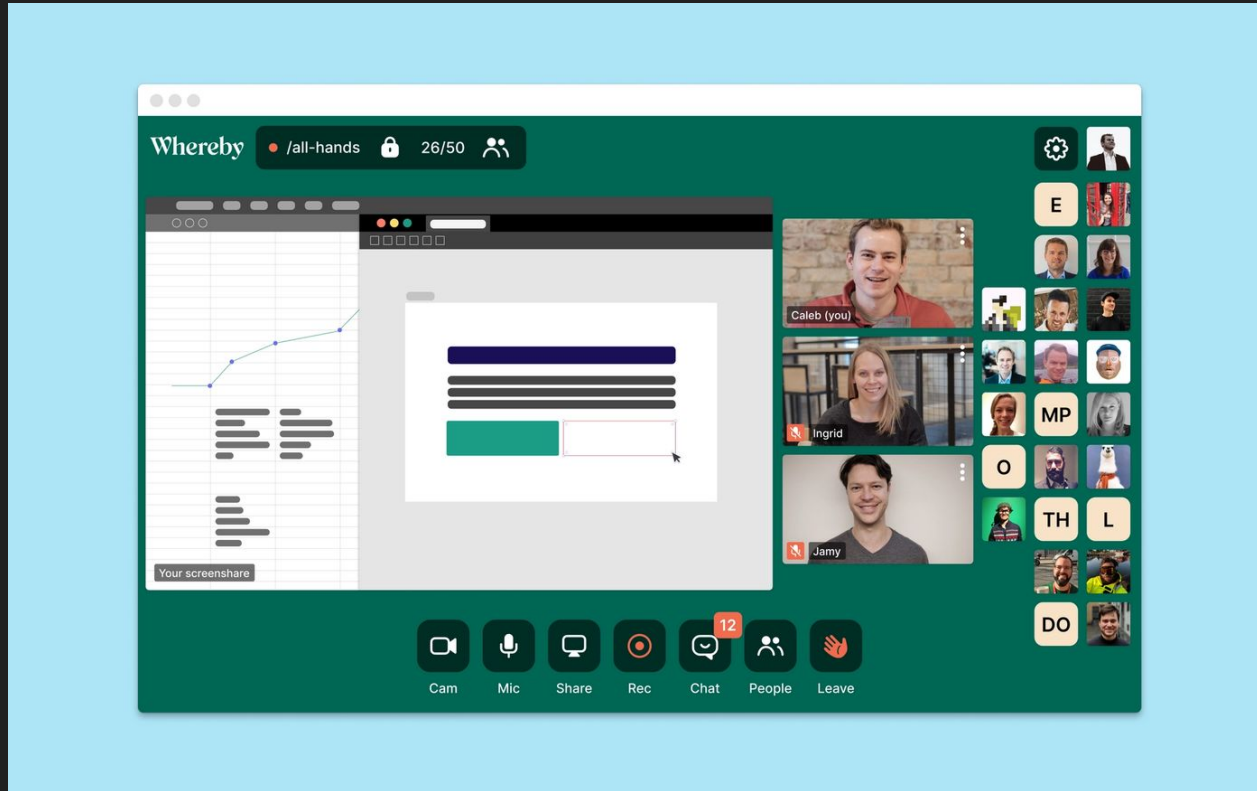 Whereby
/all-hands
26/50
E
Caleb (you)
Ingrid
MP
O
Jamy
TH
L
Your screenshare
DO
12
Cam
Mic
Share
Rec
Chat
People
Leave